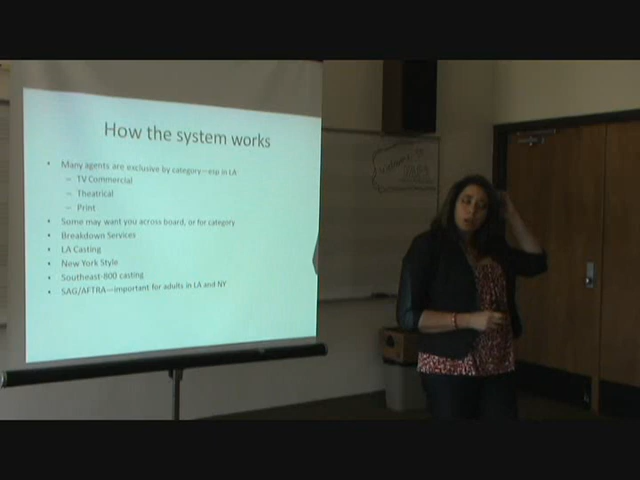 How the system works
• Many agents are exclusive by category—esp in LA
– TV Commercial
– Theatrical
– Print
• Some may want you across board, or for category
• Breakdown Services
• LA Casting
• New York Style
• Southeast-800 casting
• SAG/AFTRA—important for adults in LA and NY